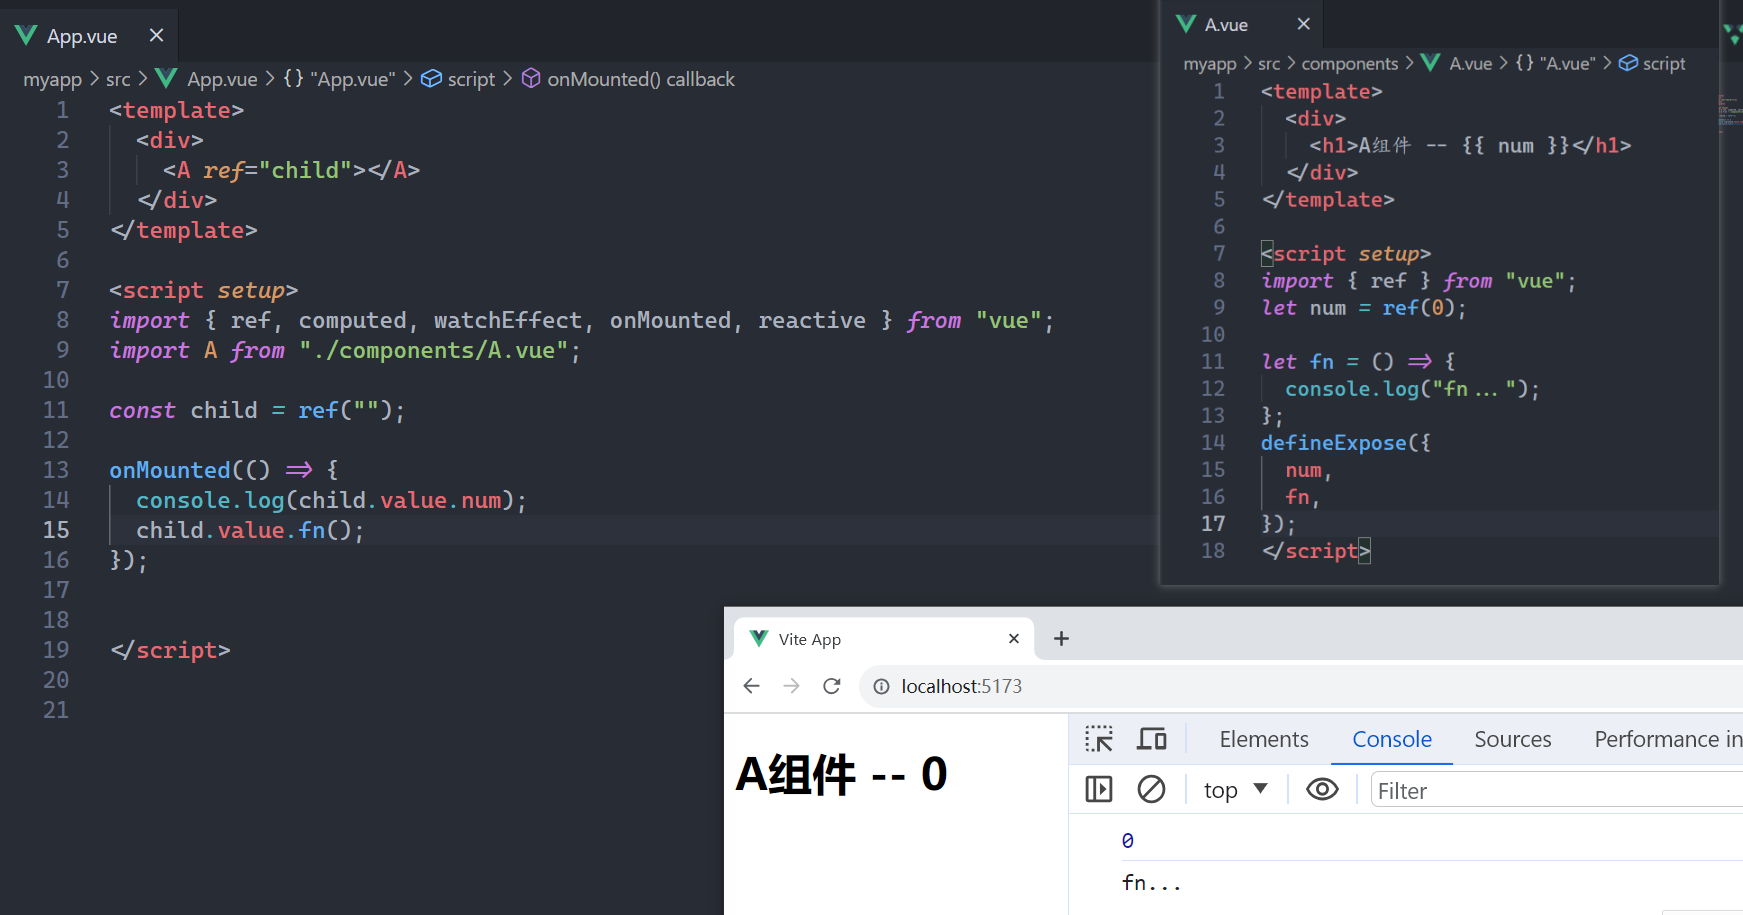 App.vue
myapp > src > App.vue > {} "App.vue" > script > onMounted() callback
1 <template>
2 <div>
3 <A ref="child"></A>
4 </div>
5 </template>
6
7 <script setup>
8 import { ref, computed, watchEffect, onMounted, reactive } from "vue";
9 import A from "./components/A.vue";
10
11 const child = ref("");
12
13 onMounted(() => {
14 console.log(child.value.num);
15 child.value.fn();
16 });
17
18
19 </script>
20
21
A.vue
myapp > src > components > A.vue > {} "A.vue" > script
1 <template>
2 <div>
3 <h1>A组件 -- {{ num }}</h1>
4 </div>
5 </template>
6
7 <script setup>
8 import { ref } from "vue";
9 let num = ref(0);
10
11 let fn = () => {
12 console.log("fn...");
13 };
14 defineExpose({
15 num,
16 fn,
17 });
18 </script>
Vite App
localhost:5173
A组件 -- 0
Elements Console Sources Performance in
top Filter
0
fn...